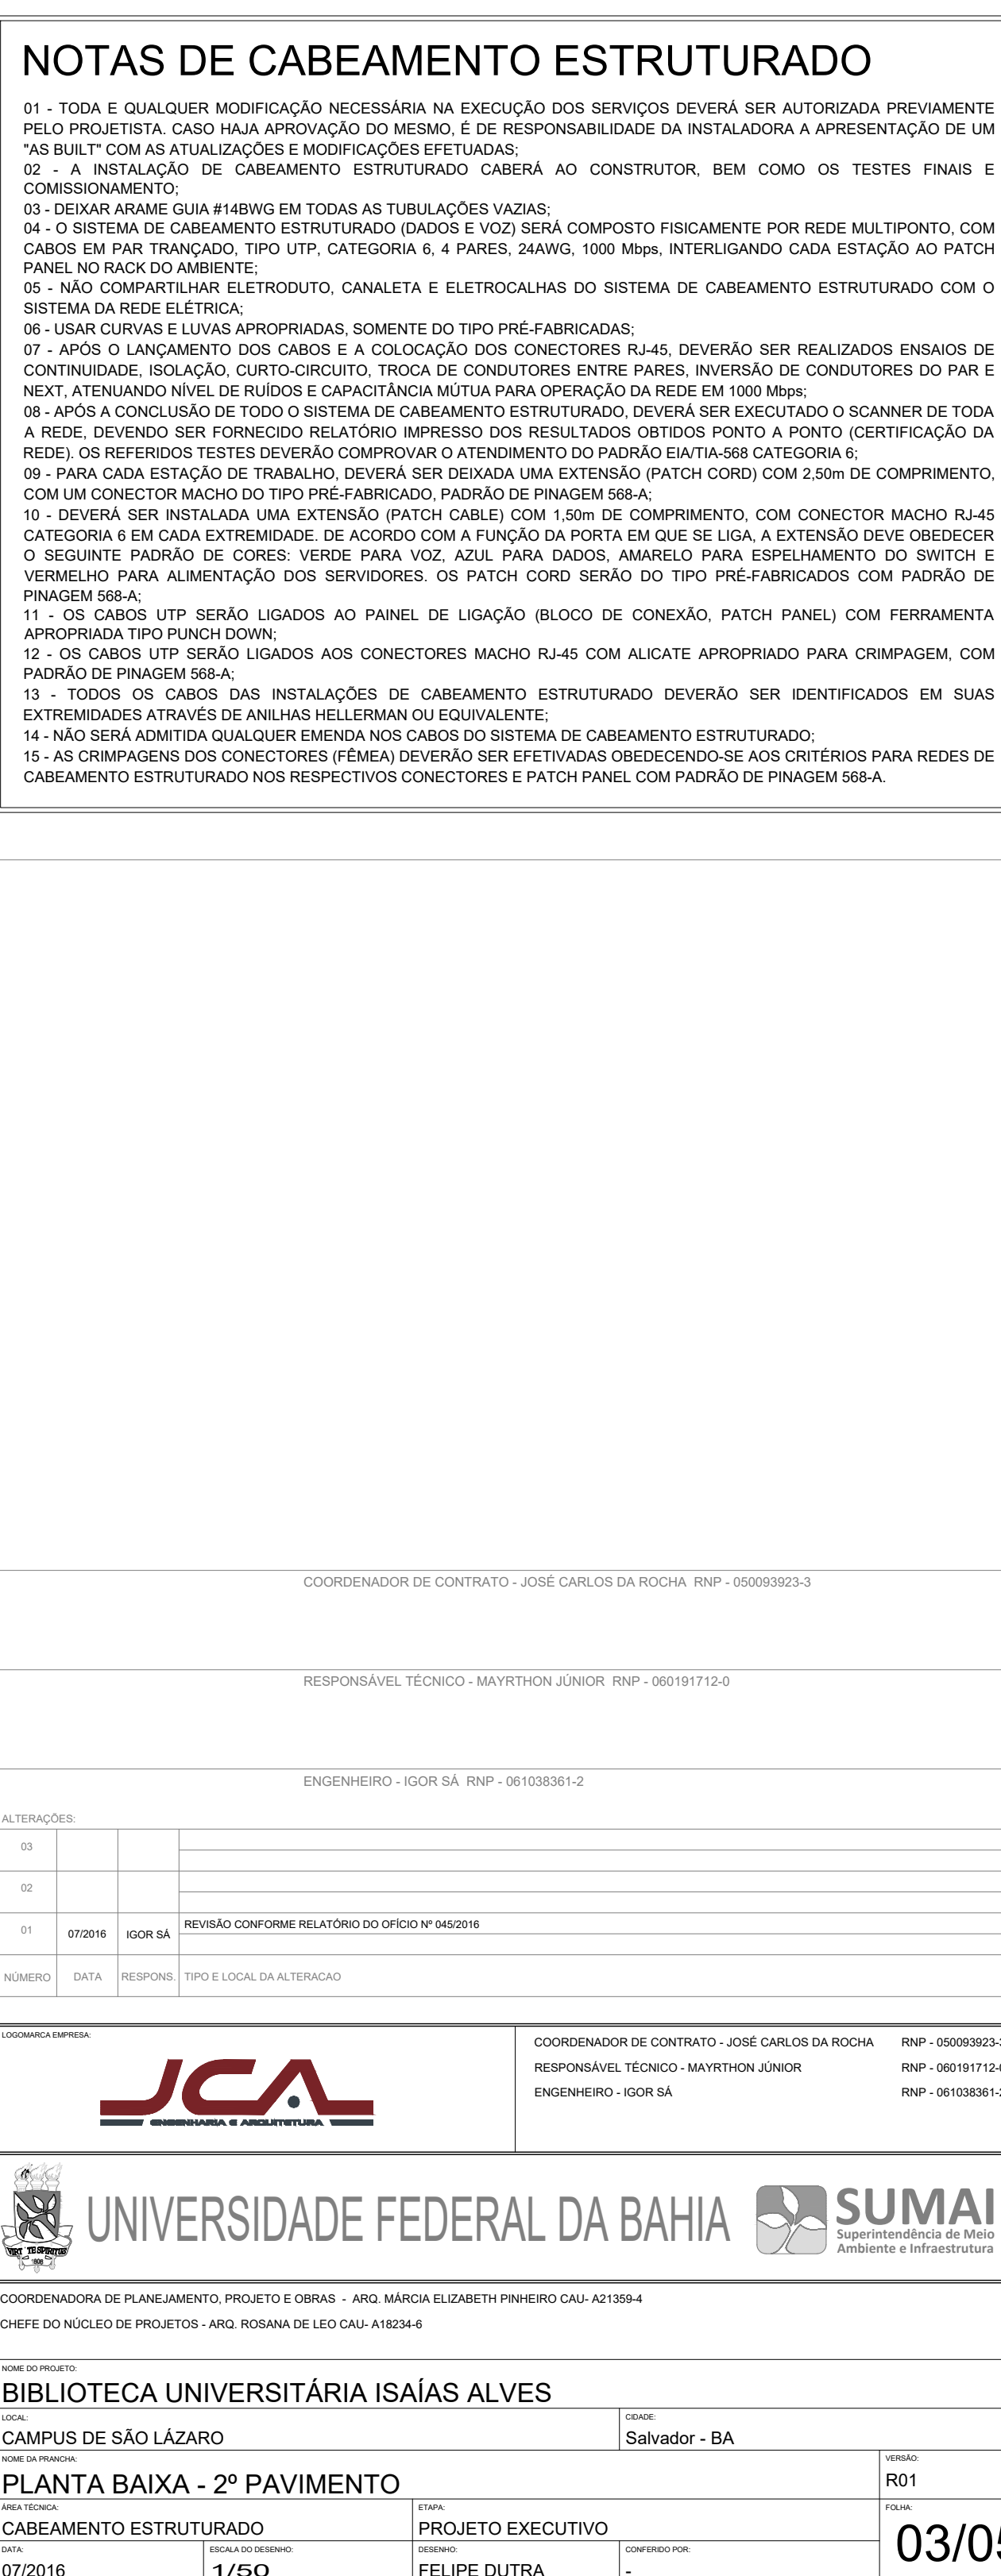 NOTAS DE CABEAMENTO ESTRUTURADO
01 - TODA E QUALQUER MODIFICAÇÃO NECESSÁRIA NA EXECUÇÃO DOS SERVIÇOS DEVERÁ SER AUTORIZADA PREVIAMENTE
PELO PROJETISTA. CASO HAJA APROVAÇÃO DO MESMO, É DE RESPONSABILIDADE DA INSTALADORA A APRESENTAÇÃO DE UM
"AS BUILT" COM AS ATUALIZAÇÕES E MODIFICAÇÕES EFETUADAS;
02 - A INSTALAÇÃO DE CABEAMENTO ESTRUTURADO CABERÁ AO CONSTRUTOR, BEM COMO OS TESTES FINAIS E
COMISSIONAMENTO;
03 - DEIXAR ARAME GUIA #14BWG EM TODAS AS TUBULAÇÕES VAZIAS;
04 - O SISTEMA DE CABEAMENTO ESTRUTURADO (DADOS E VOZ) SERÁ COMPOSTO FISICAMENTE POR REDE MULTIPONTO, COM
CABOS EM PAR TRANÇADO, TIPO UTP, CATEGORIA 6, 4 PARES, 24AWG, 1000 Mbps, INTERLIGANDO CADA ESTAÇÃO AO PATCH
PANEL NO RACK DO AMBIENTE;
05 - NÃO COMPARTILHAR ELETRODUTO, CANALETA E ELETROCALHAS DO SISTEMA DE CABEAMENTO ESTRUTURADO COM O
SISTEMA DA REDE ELÉTRICA;
06 - USAR CURVAS E LUVAS APROPRIADAS, SOMENTE DO TIPO PRÉ-FABRICADAS;
07 - APÓS O LANÇAMENTO DOS CABOS E A COLOCAÇÃO DOS CONECTORES RJ-45, DEVERÃO SER REALIZADOS ENSAIOS DE
CONTINUIDADE, ISOLAÇÃO, CURTO-CIRCUITO, TROCA DE CONDUTORES ENTRE PARES, INVERSÃO DE CONDUTORES DO PAR E
NEXT, ATENUANDO NÍVEL DE RUÍDOS E CAPACITÂNCIA MÚTUA PARA OPERAÇÃO DA REDE EM 1000 Mbps;
08 - APÓS A CONCLUSÃO DE TODO O SISTEMA DE CABEAMENTO ESTRUTURADO, DEVERÁ SER EXECUTADO O SCANNER DE TODA
A REDE, DEVENDO SER FORNECIDO RELATÓRIO IMPRESSO DOS RESULTADOS OBTIDOS PONTO A PONTO (CERTIFICAÇÃO DA
REDE). OS REFERIDOS TESTES DEVERÃO COMPROVAR O ATENDIMENTO DO PADRÃO EIA/TIA-568 CATEGORIA 6;
09 - PARA CADA ESTAÇÃO DE TRABALHO, DEVERÁ SER DEIXADA UMA EXTENSÃO (PATCH CORD) COM 2,50m DE COMPRIMENTO,
COM UM CONECTOR MACHO DO TIPO PRÉ-FABRICADO, PADRÃO DE PINAGEM 568-A;
10 - DEVERÁ SER INSTALADA UMA EXTENSÃO (PATCH CABLE) COM 1,50m DE COMPRIMENTO, COM CONECTOR MACHO RJ-45
CATEGORIA 6 EM CADA EXTREMIDADE. DE ACORDO COM A FUNÇÃO DA PORTA EM QUE SE LIGA, A EXTENSÃO DEVE OBEDECER
O SEGUINTE PADRÃO DE CORES: VERDE PARA VOZ, AZUL PARA DADOS, AMARELO PARA ESPELHAMENTO DO SWITCH E
VERMELHO PARA ALIMENTAÇÃO DOS SERVIDORES. OS PATCH CORD SERÃO DO TIPO PRÉ-FABRICADOS COM PADRÃO DE
PINAGEM 568-A;
11 - OS CABOS UTP SERÃO LIGADOS AO PAINEL DE LIGAÇÃO (BLOCO DE CONEXÃO, PATCH PANEL) COM FERRAMENTA
APROPRIADA TIPO PUNCH DOWN;
12 - OS CABOS UTP SERÃO LIGADOS AOS CONECTORES MACHO RJ-45 COM ALICATE APROPRIADO PARA CRIMPAGEM, COM
PADRÃO DE PINAGEM 568-A;
13 - TODOS OS CABOS DAS INSTALAÇÕES DE CABEAMENTO ESTRUTURADO DEVERÃO SER IDENTIFICADOS EM SUAS
EXTREMIDADES ATRAVÉS DE ANILHAS HELLERMAN OU EQUIVALENTE;
14 - NÃO SERÁ ADMITIDA QUALQUER EMENDA NOS CABOS DO SISTEMA DE CABEAMENTO ESTRUTURADO;
15 - AS CRIMPAGENS DOS CONECTORES (FÊMEA) DEVERÃO SER EFETIVADAS OBEDECENDO-SE AOS CRITÉRIOS PARA REDES DE
CABEAMENTO ESTRUTURADO NOS RESPECTIVOS CONECTORES E PATCH PANEL COM PADRÃO DE PINAGEM 568-A.
COORDENADOR DE CONTRATO - JOSÉ CARLOS DA ROCHA RNP - 050093923-3
RESPONSÁVEL TÉCNICO - MAYRTHON JÚNIOR RNP - 060191712-0
ENGENHEIRO - IGOR SÁ RNP - 061038361-2
ALTERAÇÕES:
03
02
01 07/2016 IGOR SÁ REVISÃO CONFORME RELATÓRIO DO OFÍCIO Nº 045/2016
NÚMERO DATA RESPONS. TIPO E LOCAL DA ALTERACAO
LOGOMARCA EMPRESA:
JCA
ENGENHARIA E ARQUITETURA
COORDENADOR DE CONTRATO - JOSÉ CARLOS DA ROCHA RNP - 050093923-3
RESPONSÁVEL TÉCNICO - MAYRTHON JÚNIOR RNP - 060191712-0
ENGENHEIRO - IGOR SÁ RNP - 061038361-2
VIRT TE SPIRITUS
1808
UNIVERSIDADE FEDERAL DA BAHIA
SUMAI
Superintendência de Meio
Ambiente e Infraestrutura
COORDENADORA DE PLANEJAMENTO, PROJETO E OBRAS - ARQ. MÁRCIA ELIZABETH PINHEIRO CAU- A21359-4
CHEFE DO NÚCLEO DE PROJETOS - ARQ. ROSANA DE LEO CAU- A18234-6
NOME DO PROJETO:
BIBLIOTECA UNIVERSITÁRIA ISAÍAS ALVES
LOCAL:
CAMPUS DE SÃO LÁZARO
CIDADE:
Salvador - BA
NOME DA PRANCHA:
PLANTA BAIXA - 2º PAVIMENTO
VERSÃO:
R01
ÁREA TÉCNICA:
CABEAMENTO ESTRUTURADO
ETAPA:
PROJETO EXECUTIVO
FOLHA:
03/05
DATA:
07/2016
ESCALA DO DESENHO:
1/50
DESENHO:
FELIPE DUTRA
CONFERIDO POR:
-